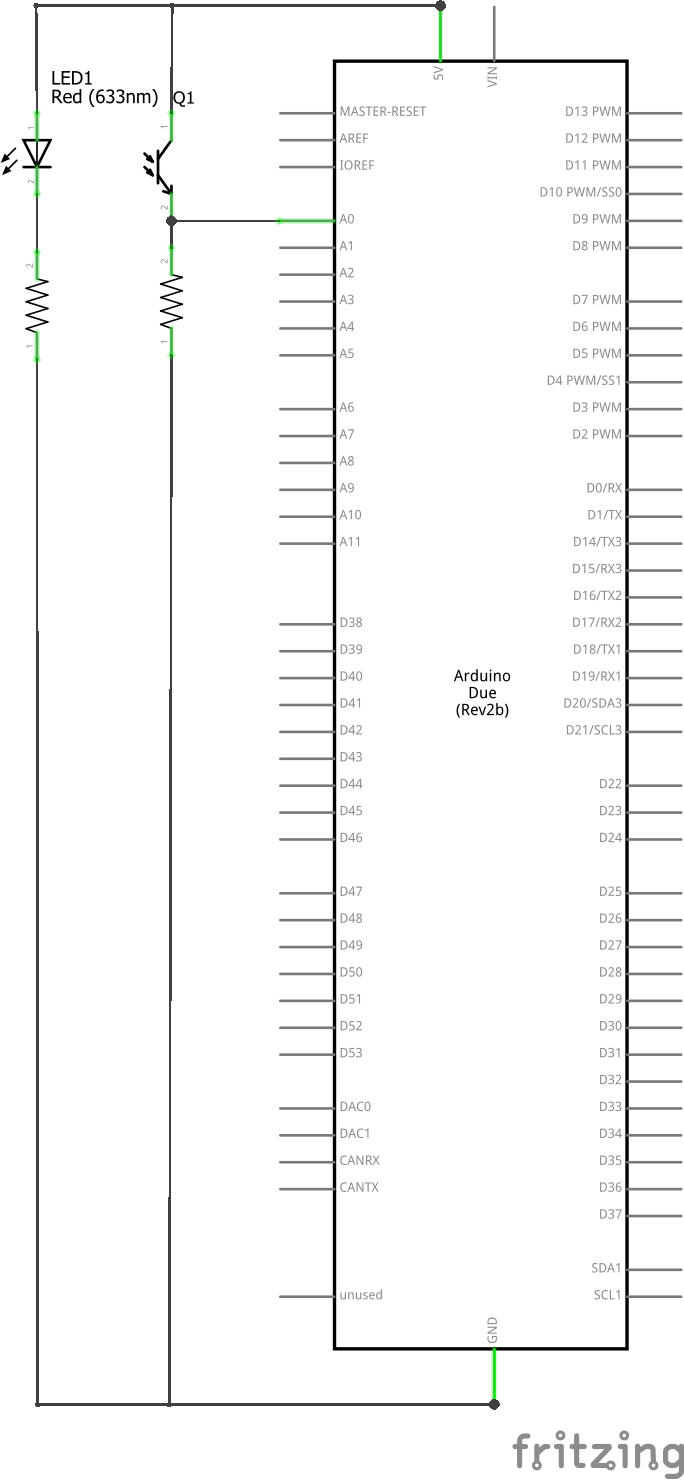 5V
VIN
LED1
Red (633nm)
Q1
1
2
2
1
1
2
2
1
MASTER-RESET
AREF
IOREF
A0
A1
A2
A3
A4
A5
A6
A7
A8
A9
A10
A11
D38
D39
D40
D41
D42
D43
D44
D45
D46
D47
D48
D49
D50
D51
D52
D53
DAC0
DAC1
CANRX
CANTX
unused
Arduino
Due
(Rev2b)
D13 PWM
D12 PWM
D11 PWM
D10 PWM/SS0
D9 PWM
D8 PWM
D7 PWM
D6 PWM
D5 PWM
D4 PWM/SS1
D3 PWM
D2 PWM
D0/RX
D1/TX
D14/TX3
D15/RX3
D16/TX2
D17/RX2
D18/TX1
D19/RX1
D20/SDA3
D21/SCL3
D22
D23
D24
D25
D26
D27
D28
D29
D30
D31
D32
D33
D34
D35
D36
D37
SDA1
SCL1
GND
fritzing